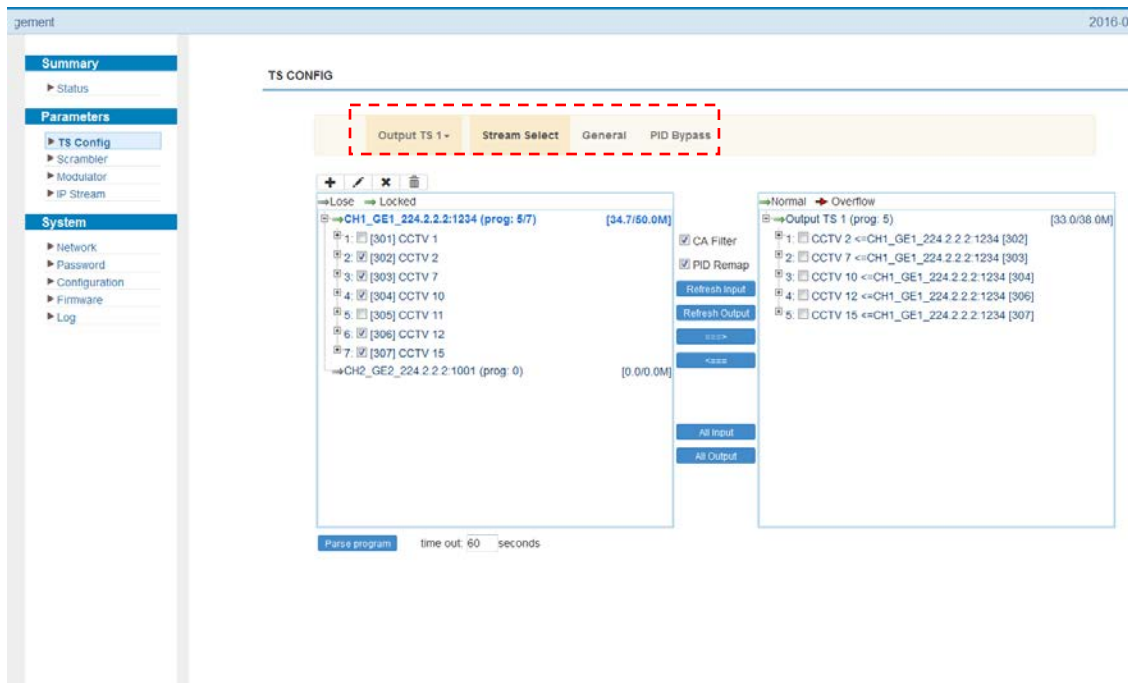 gement
2016-0
Summary
Status
Parameters
TS Config
Scrambler
Modulator
IP Stream
System
Network
Password
Configuration
Firmware
Log
TS CONFIG
Output TS 1
Stream Select
General
PID Bypass
Lose Locked
CH1_GE1_224.2.2.2:1234 (prog: 5/7) [34.7/50.0M]
1: [301] CCTV 1
2: [302] CCTV 2
3: [303] CCTV 7
4: [304] CCTV 10
5: [305] CCTV 11
6: [306] CCTV 12
7: [307] CCTV 15
CH2_GE2_224.2.2.2:1001 (prog: 0) [0.0/0.0M]
CA Filter
PID Remap
Refresh Input
Refresh Output
===>
<===
All Input
All Output
Normal Overflow
Output TS 1 (prog: 5) [33.0/38.0M]
1: CCTV 2 <=CH1_GE1_224.2.2.2:1234 [302]
2: CCTV 7 <=CH1_GE1_224.2.2.2:1234 [303]
3: CCTV 10 <=CH1_GE1_224.2.2.2:1234 [304]
4: CCTV 12 <=CH1_GE1_224.2.2.2:1234 [306]
5: CCTV 15 <=CH1_GE1_224.2.2.2:1234 [307]
Parse program time out: 60 seconds